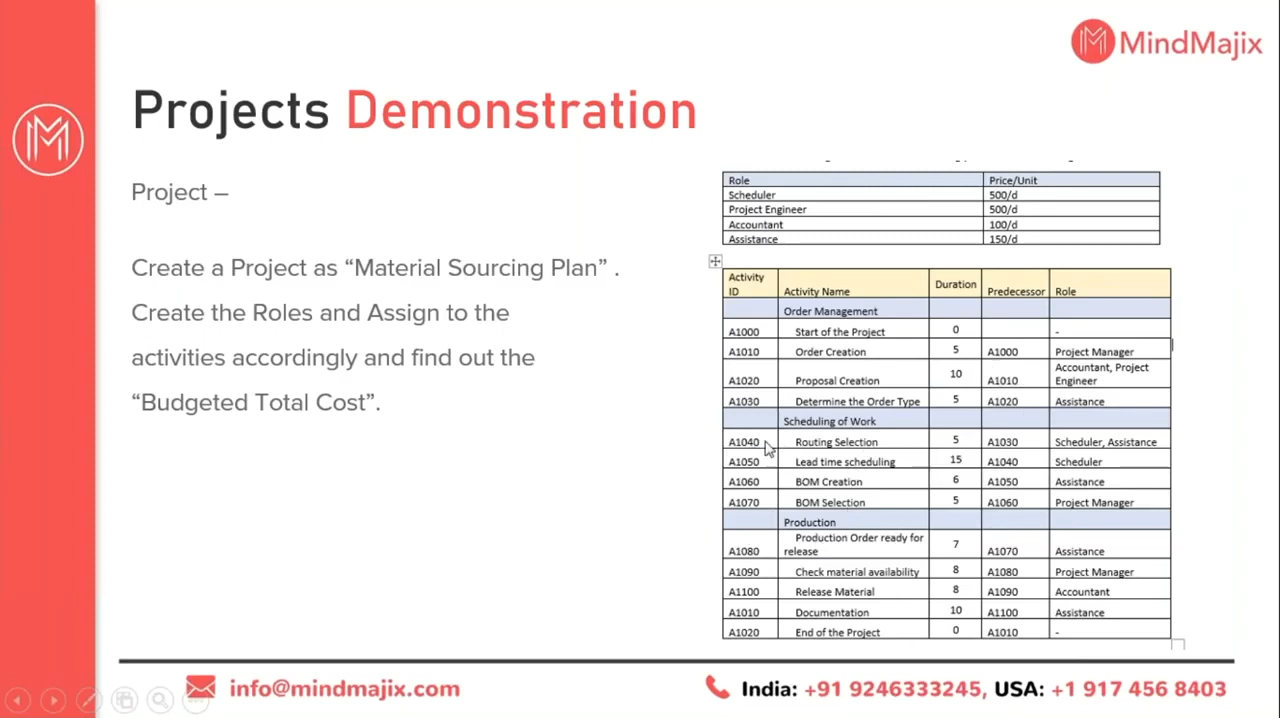 MindMajix
Projects Demonstration
Project –
Create a Project as “Material Sourcing Plan” .
Create the Roles and Assign to the
activities accordingly and find out the
“Budgeted Total Cost”.
Role Price/Unit
Scheduler 500/d
Project Engineer 500/d
Accountant 100/d
Assistance 150/d
Activity
ID Activity Name Duration Predecessor Role
Order Management
A1000 Start of the Project 0 -
A1010 Order Creation 5 A1000 Project Manager
A1020 Proposal Creation 10 A1010 Accountant, Project
Engineer
A1030 Determine the Order Type 5 A1020 Assistance
Scheduling of Work
A1040 Routing Selection 5 A1030 Scheduler, Assistance
A1050 Lead time scheduling 15 A1040 Scheduler
A1060 BOM Creation 6 A1050 Assistance
A1070 BOM Selection 5 A1060 Project Manager
Production
Production Order ready for
A1080 release 7 A1070 Assistance
A1090 Check material availability 8 A1080 Project Manager
A1100 Release Material 8 A1090 Accountant
A1010 Documentation 10 A1100 Assistance
A1020 End of the Project 0 A1010 -
info@mindmajix.com
India: +91 9246333245, USA: +1 917 456 8403